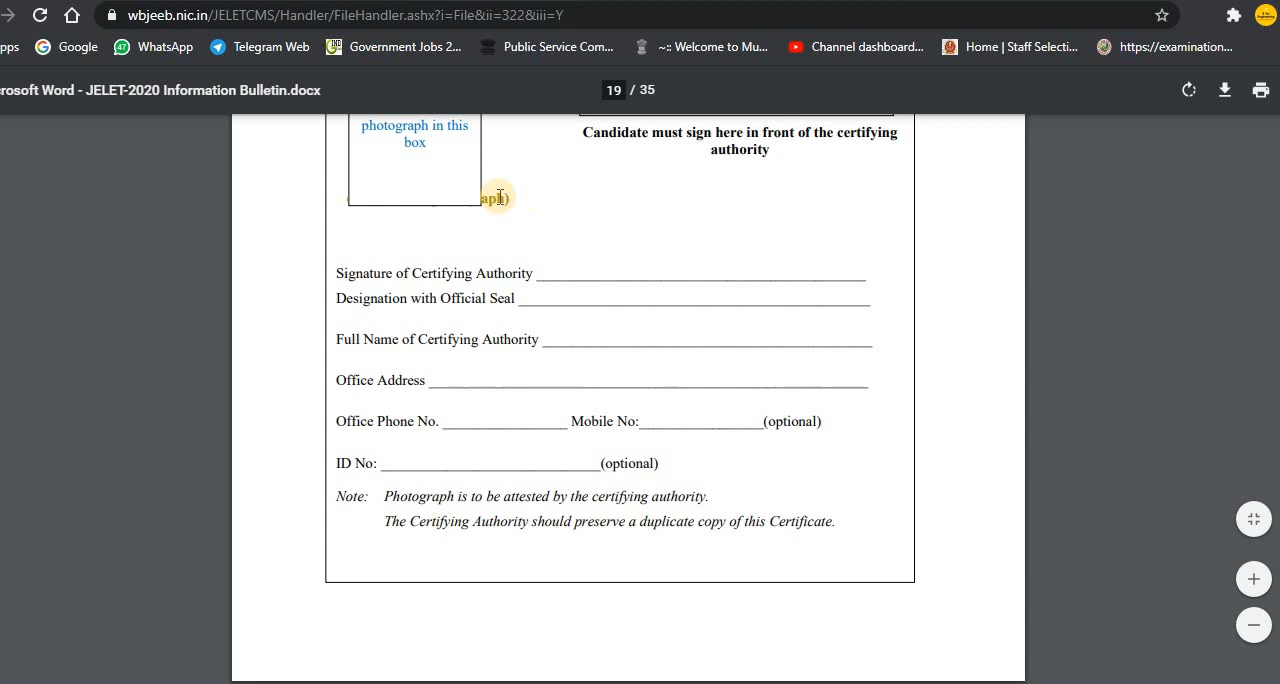 wbjeeb.nic.in/JELETCMS/Handler/FileHandler.ashx?i=File&ii=322&iii=Y
pps Google 47 WhatsApp Telegram Web Government Jobs 2... Public Service Com... ~:: Welcome to Mu... Channel dashboard... Home | Staff Selecti... https://examination...
rosoft Word - JELET-2020 Information Bulletin.docx 19 / 35
photograph in this
box
Candidate must sign here in front of the certifying
authority
aph)
Signature of Certifying Authority
Designation with Official Seal
Full Name of Certifying Authority
Office Address
Office Phone No. Mobile No: (optional)
ID No: (optional)
Note: Photograph is to be attested by the certifying authority.
The Certifying Authority should preserve a duplicate copy of this Certificate.